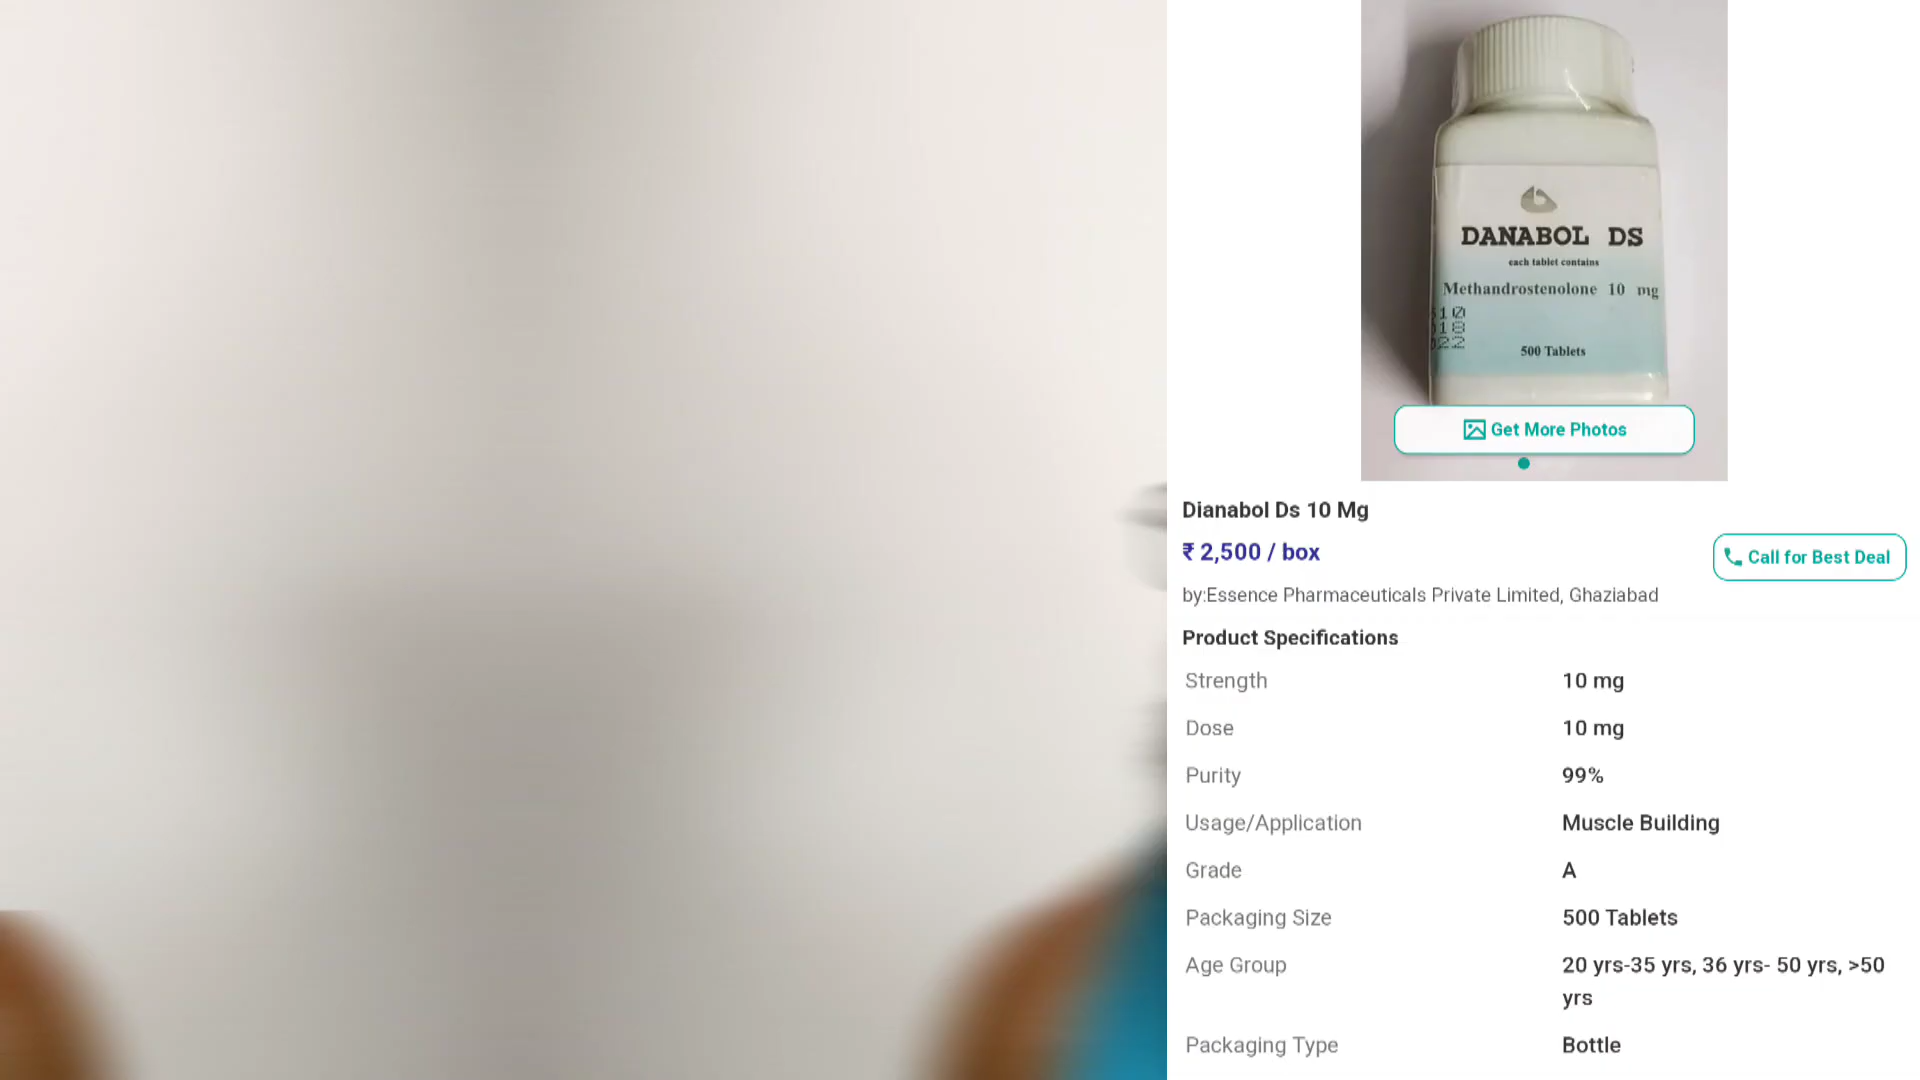 DANABOL DS
each tablet contains
Methandrostenolone 10 mg
500 Tablets
Get More Photos
Dianabol Ds 10 Mg
₹ 2,500 / box
Call for Best Deal
by:Essence Pharmaceuticals Private Limited, Ghaziabad
Product Specifications
Strength 10 mg
Dose 10 mg
Purity 99%
Usage/Application Muscle Building
Grade A
Packaging Size 500 Tablets
Age Group 20 yrs-35 yrs, 36 yrs- 50 yrs, >50
yrs
Packaging Type Bottle